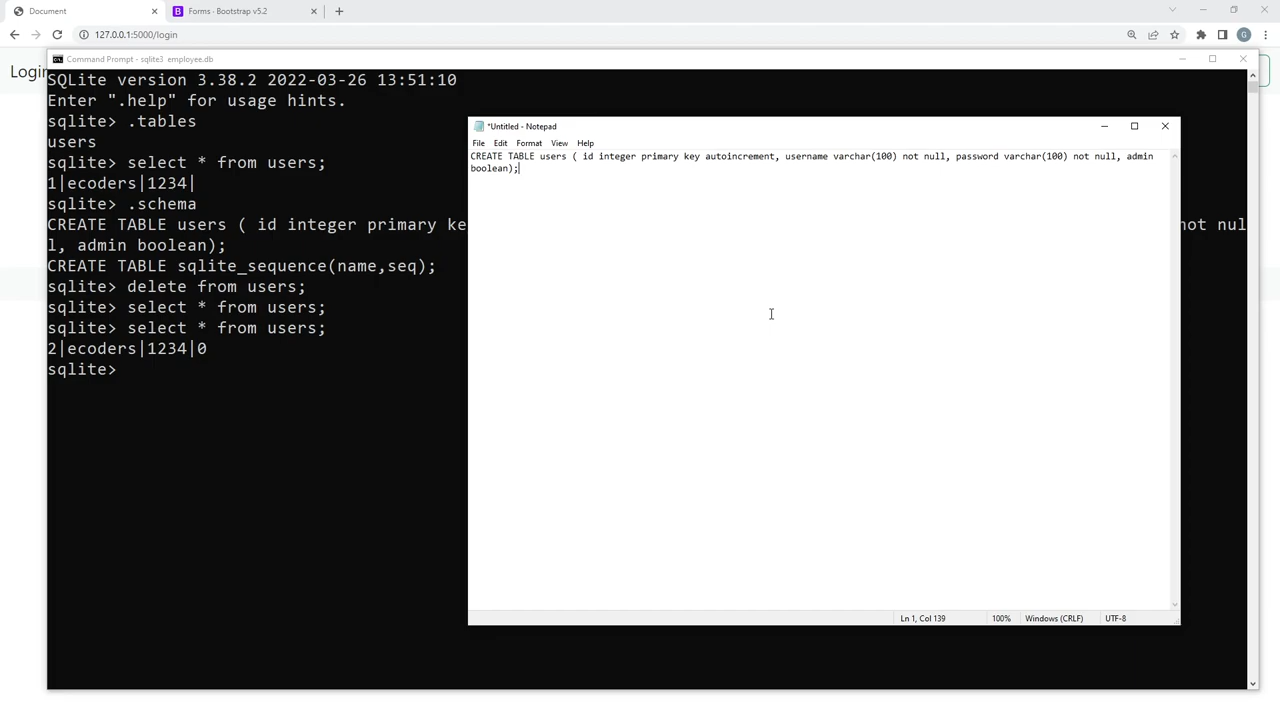 Document
Forms · Bootstrap v5.2
127.0.0.1:5000/login
Login
Command Prompt - sqlite3 employee.db
SQLite version 3.38.2 2022-03-26 13:51:10
Enter ".help" for usage hints.
sqlite> .tables
users
sqlite> select * from users;
1|ecoders|1234|
sqlite> .schema
CREATE TABLE users ( id integer primary ke
not nul
l, admin boolean);
CREATE TABLE sqlite_sequence(name,seq);
sqlite> delete from users;
sqlite> select * from users;
sqlite> select * from users;
2|ecoders|1234|0
sqlite>
*Untitled - Notepad
File Edit Format View Help
CREATE TABLE users ( id integer primary key autoincrement, username varchar(100) not null, password varchar(100) not null, admin
boolean);
Ln 1, Col 139 100% Windows (CRLF) UTF-8
G